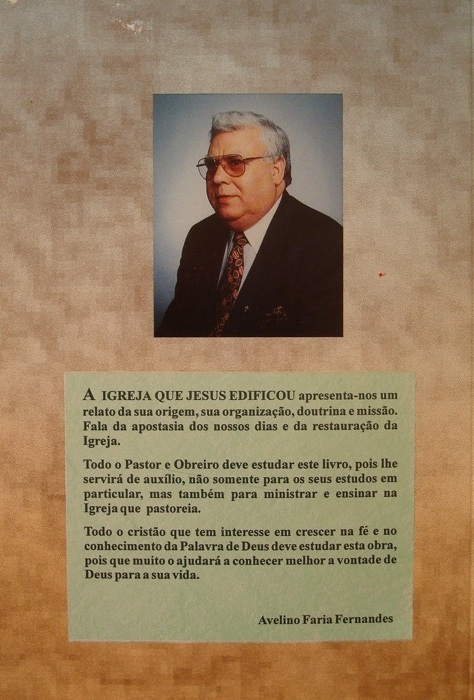 A IGREJA QUE JESUS EDIFICOU apresenta-nos um
relato da sua origem, sua organização, doutrina e missão.
Fala da apostasia dos nossos dias e da restauração da
Igreja.
Todo o Pastor e Obreiro deve estudar este livro, pois lhe
servirá de auxílio, não somente para os seus estudos em
particular, mas também para ministrar e ensinar na
Igreja que pastoreia.
Todo o cristão que tem interesse em crescer na fé e no
conhecimento da Palavra de Deus deve estudar esta obra,
pois que muito o ajudará a conhecer melhor a vontade de
Deus para a sua vida.
Avelino Faria Fernandes